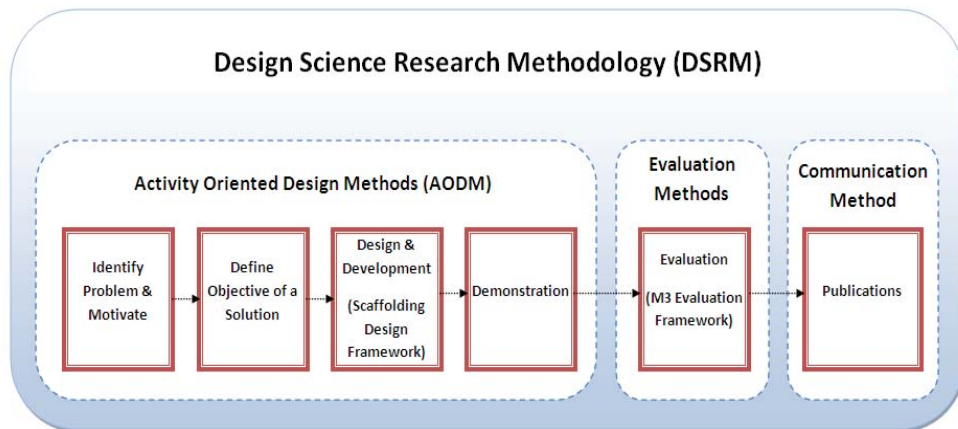 Design Science Research Methodology (DSRM)
Activity Oriented Design Methods (AODM)
Identify
Problem &
Motivate
Define
Objective of a
Solution
Design &
Development
(Scaffolding
Design
Framework)
Demonstration
Evaluation
Methods
Evaluation
(M3 Evaluation
Framework)
Communication
Method
Publications